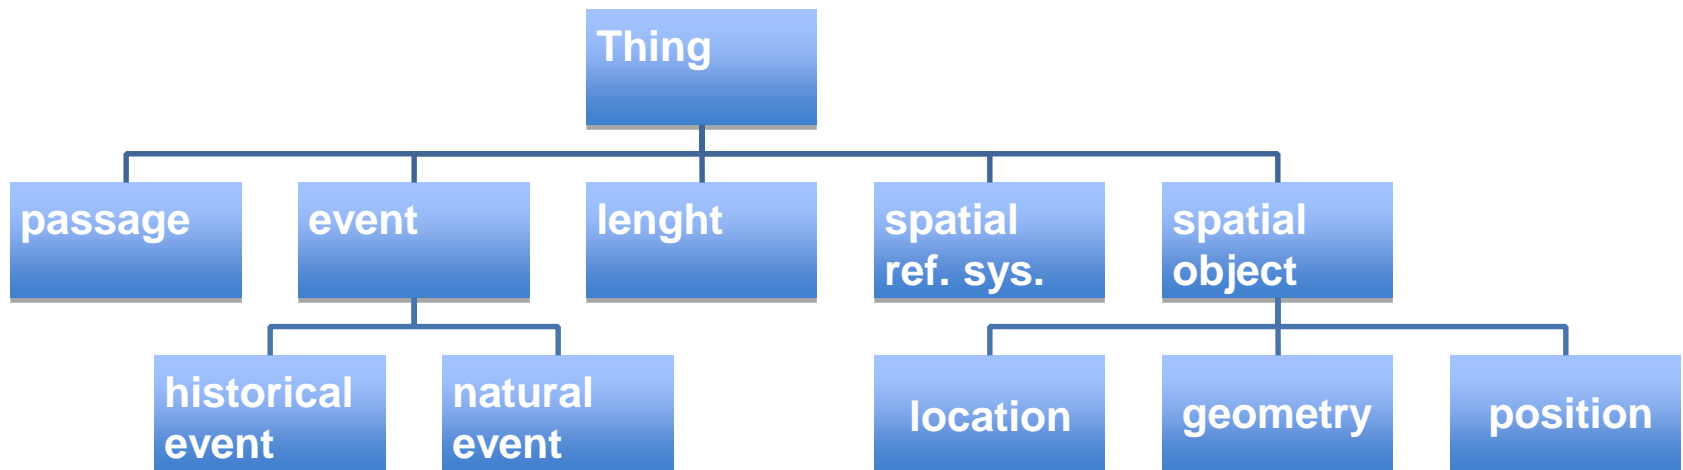 Thing
passage
event
lenght
spatial
ref. sys.
spatial
object
historical
event
natural
event
location
geometry
position